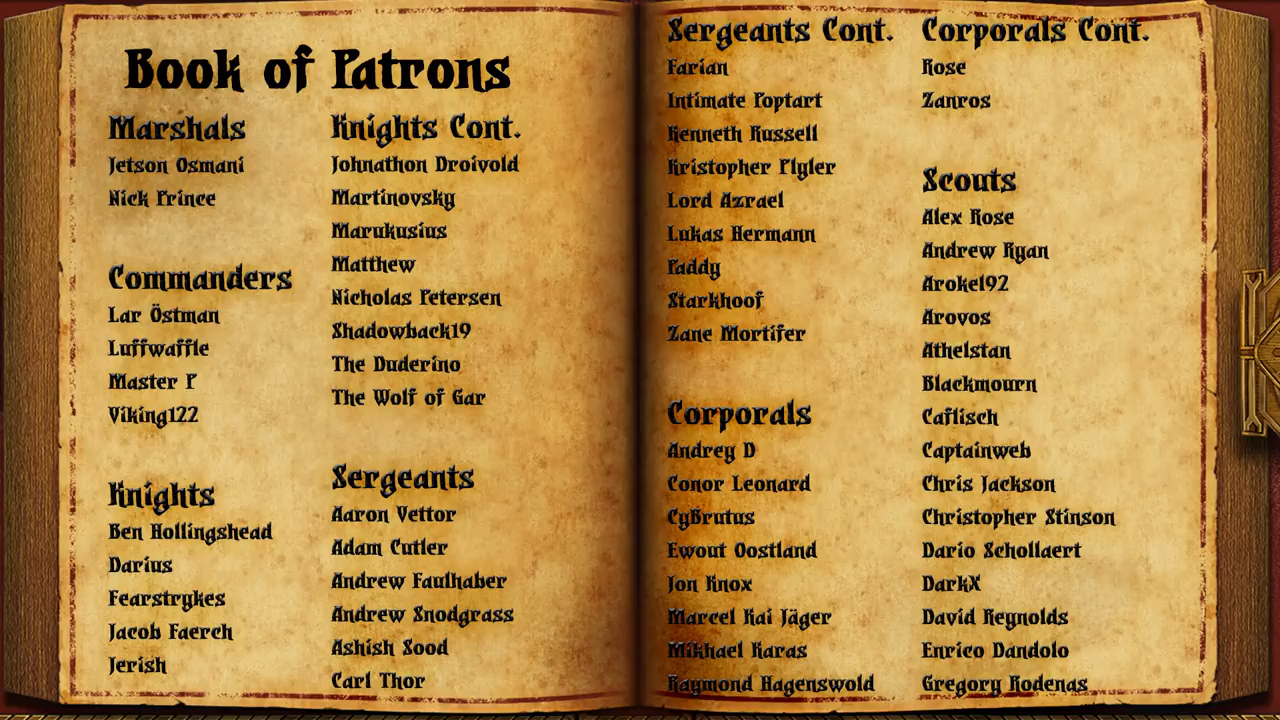 Book of Patrons
Marshals
Jetson Osmani
Nick Prince
Commanders
Lar Östman
Luffwaffle
Master P
Viking122
Knights
Ben Hollingshead
Darius
Fearstrykes
Jacob Faerch
Jerish
Knights Cont.
Johnathon Droivold
Martinovsky
Marukusius
Matthew
Nicholas Petersen
Shadowback19
The Duderino
The Wolf of Gar
Sergeants
Aaron Vettor
Adam Cutler
Andrew Faulhaber
Andrew Snodgrass
Ashish Sood
Carl Thor
Sergeants Cont.
Farian
Intimate Poptart
Kenneth Russell
Kristopher Plyler
Lord Azrael
Lukas Hermann
Paddy
Starkhoof
Zane Mortifer
Corporals
Andrey D
Conor Leonard
CyBrutus
Ewout Oostland
Jon Knox
Marcel Kai Jäger
Mikhael Karas
Raymond Hagenswold
Corporals Cont.
Rose
Zanros
Scouts
Alex Rose
Andrew Ryan
Aroke192
Arovos
Athelstan
Blackmourn
Caflisch
Captainweb
Chris Jackson
Christopher Stinson
Dario Schollaert
DarkX
David Reynolds
Enrico Dandolo
Gregory Rodenas